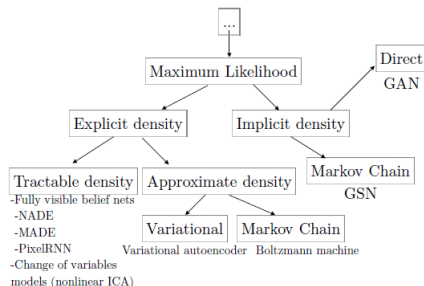 ...
Maximum Likelihood
Direct
GAN
Explicit density
Implicit density
Tractable density
-Fully visible belief nets
-NADE
-MADE
-PixelRNN
-Change of variables
models (nonlinear ICA)
Approximate density
Variational
Variational autoencoder
Markov Chain
Boltzmann machine
Markov Chain
GSN